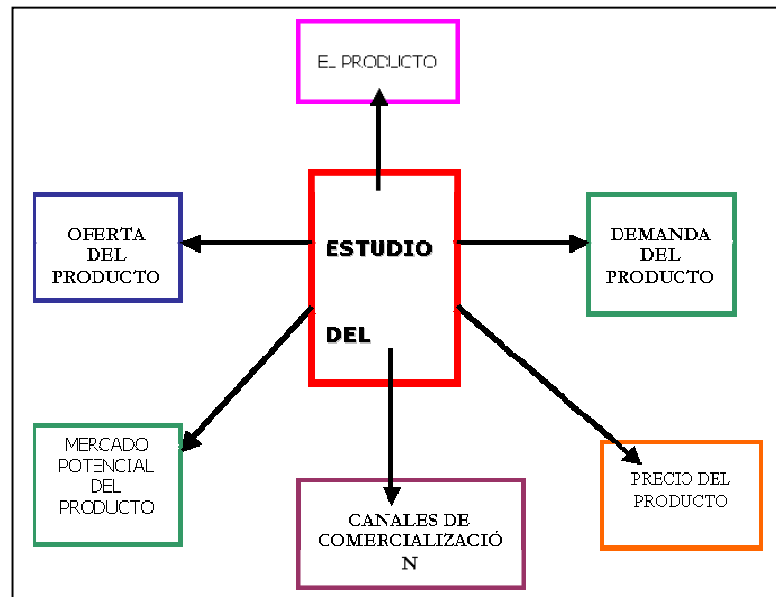 EL PRODUCTO
OFERTA
DEL
PRODUCTO
ESTUDIO
DEL
DEMANDA
DEL
PRODUCTO
MERCADO
POTENCIAL
DEL
PRODUCTO
CANALES DE
COMERCIALIZACIÓ
N
PRECIO DEL
PRODUCTO